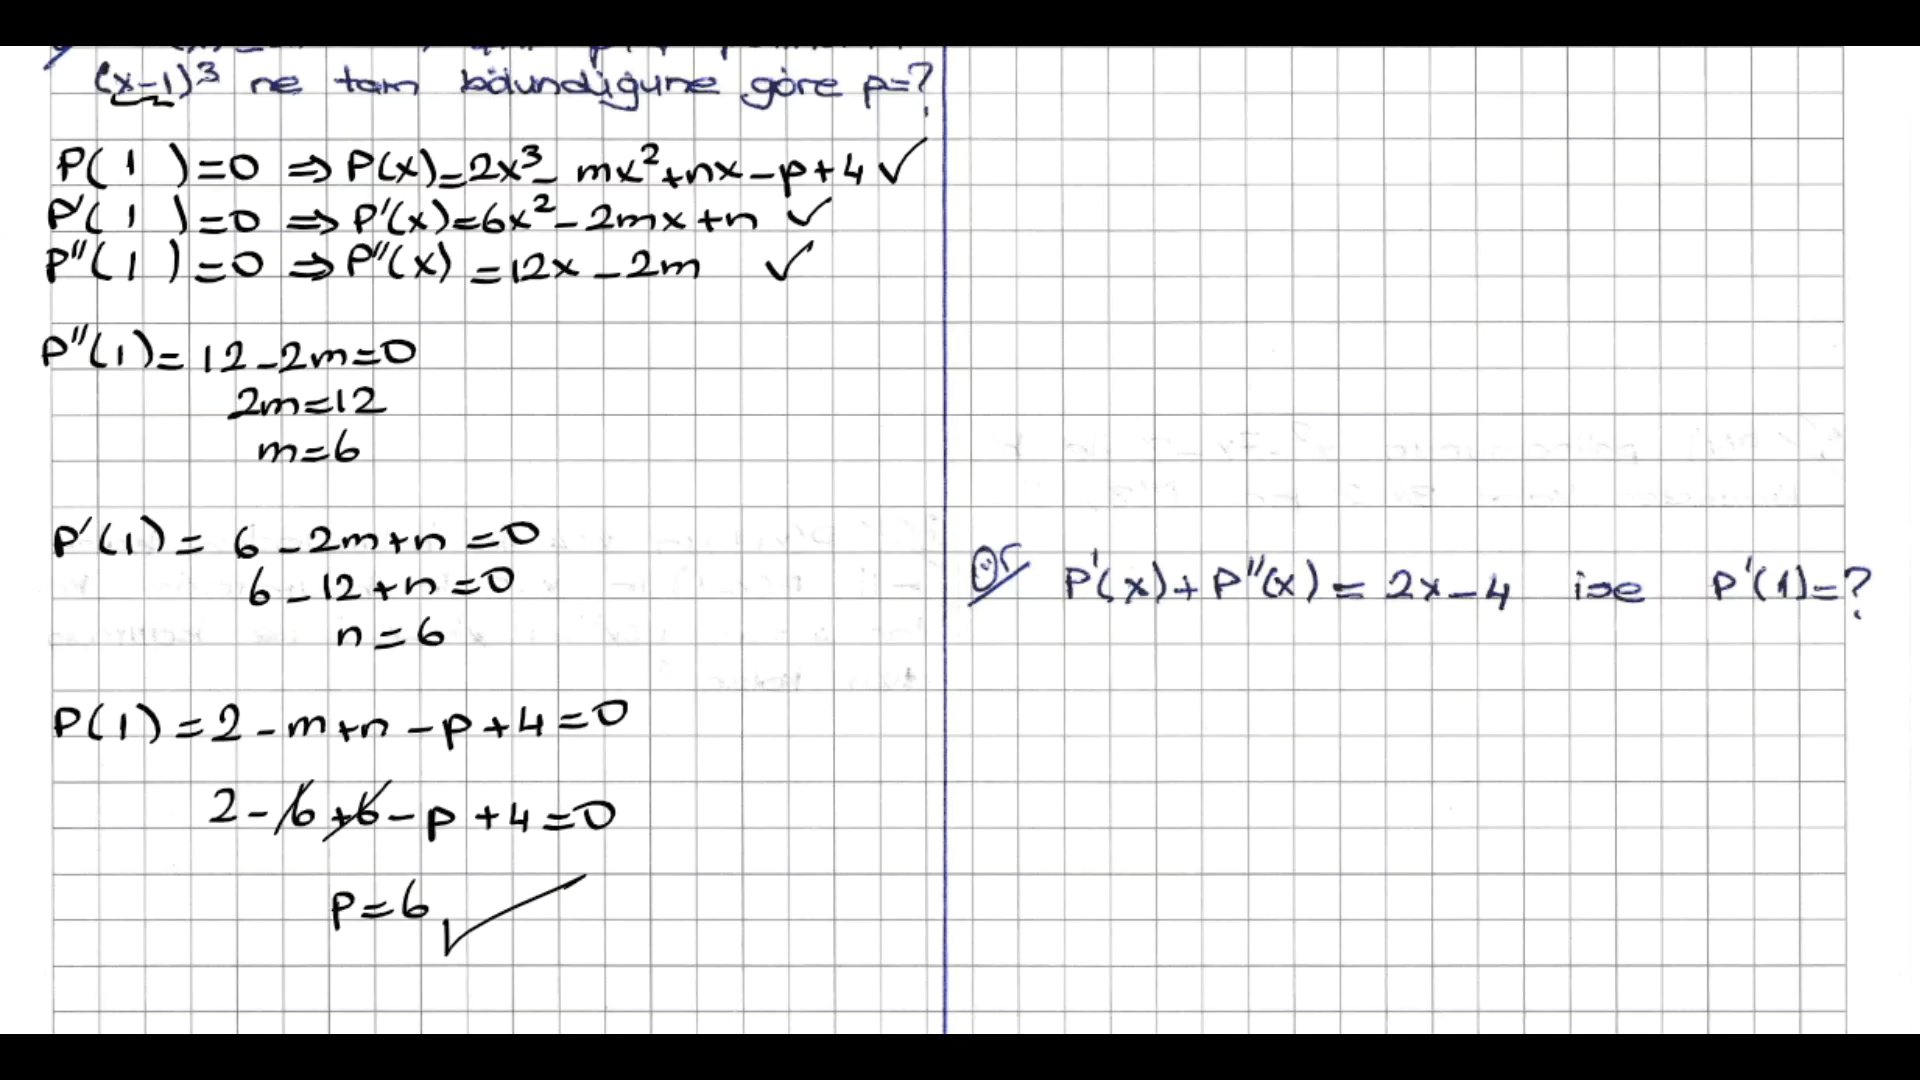 (x-1)³ ne tam bölündüğüne göre p=?
P(1)=0 ⇒ P(x)=2x³- mx²+nx-p+4 ✓
P'(1)=0 ⇒ P'(x)=6x²-2mx+n ✓
P''(1)=0 ⇒ P''(x)=12x-2m ✓
P''(1)=12-2m=0
2m=12
m=6
P'(1)=6-2m+n=0
6-12+n=0
n=6
P(1)=2-m+n-p+4=0
2-6+6-p+4=0
p=6 ✓
Ör P'(x)+P''(x)=2x-4 ise P'(1)=?